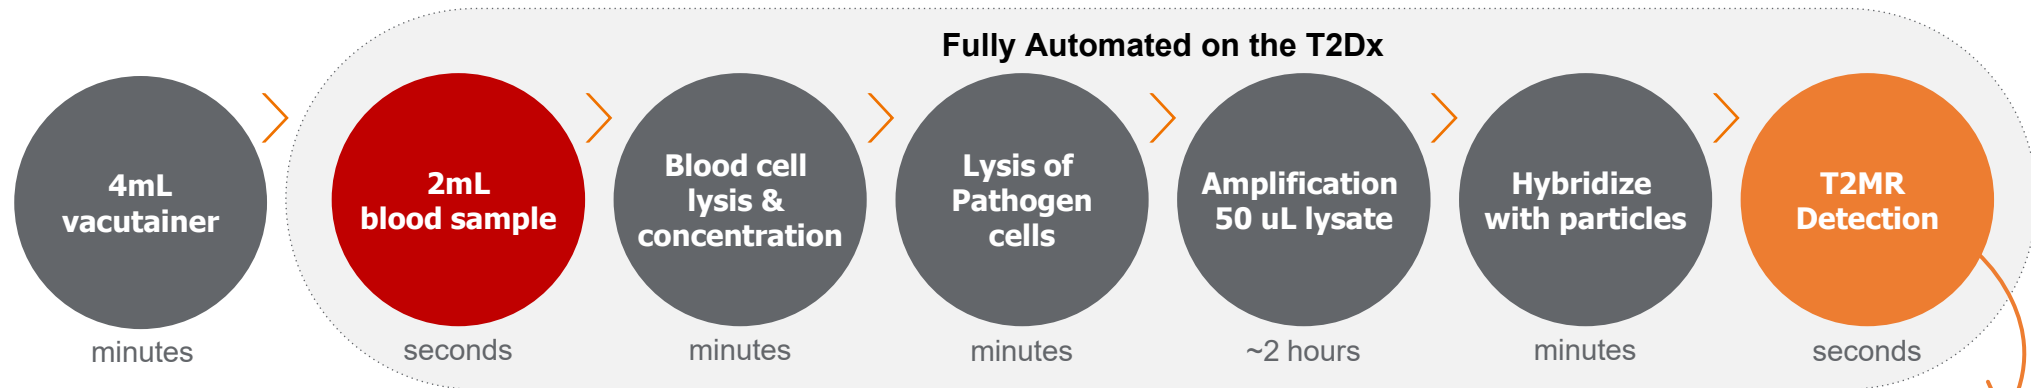 Fully Automated on the T2Dx
4mL
vacutainer
2mL
blood sample
Blood cell
lysis &
concentration
Lysis of
Pathogen
cells
Amplification
50 uL lysate
Hybridize
with particles
T2MR
Detection
minutes
seconds
minutes
minutes
~2 hours
minutes
seconds